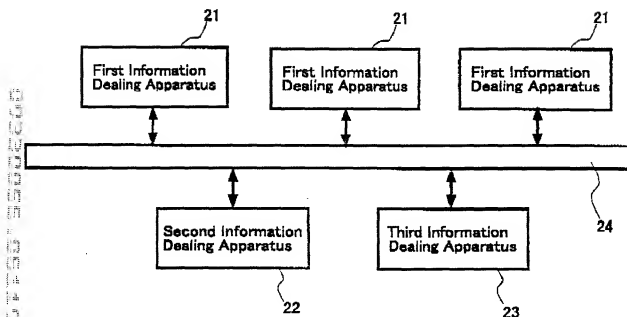 21
21
21
First Information
Dealing Apparatus
First Information
Dealing Apparatus
First Information
Dealing Apparatus
24
Second Information
Dealing Apparatus
Third Information
Dealing Apparatus
22
23